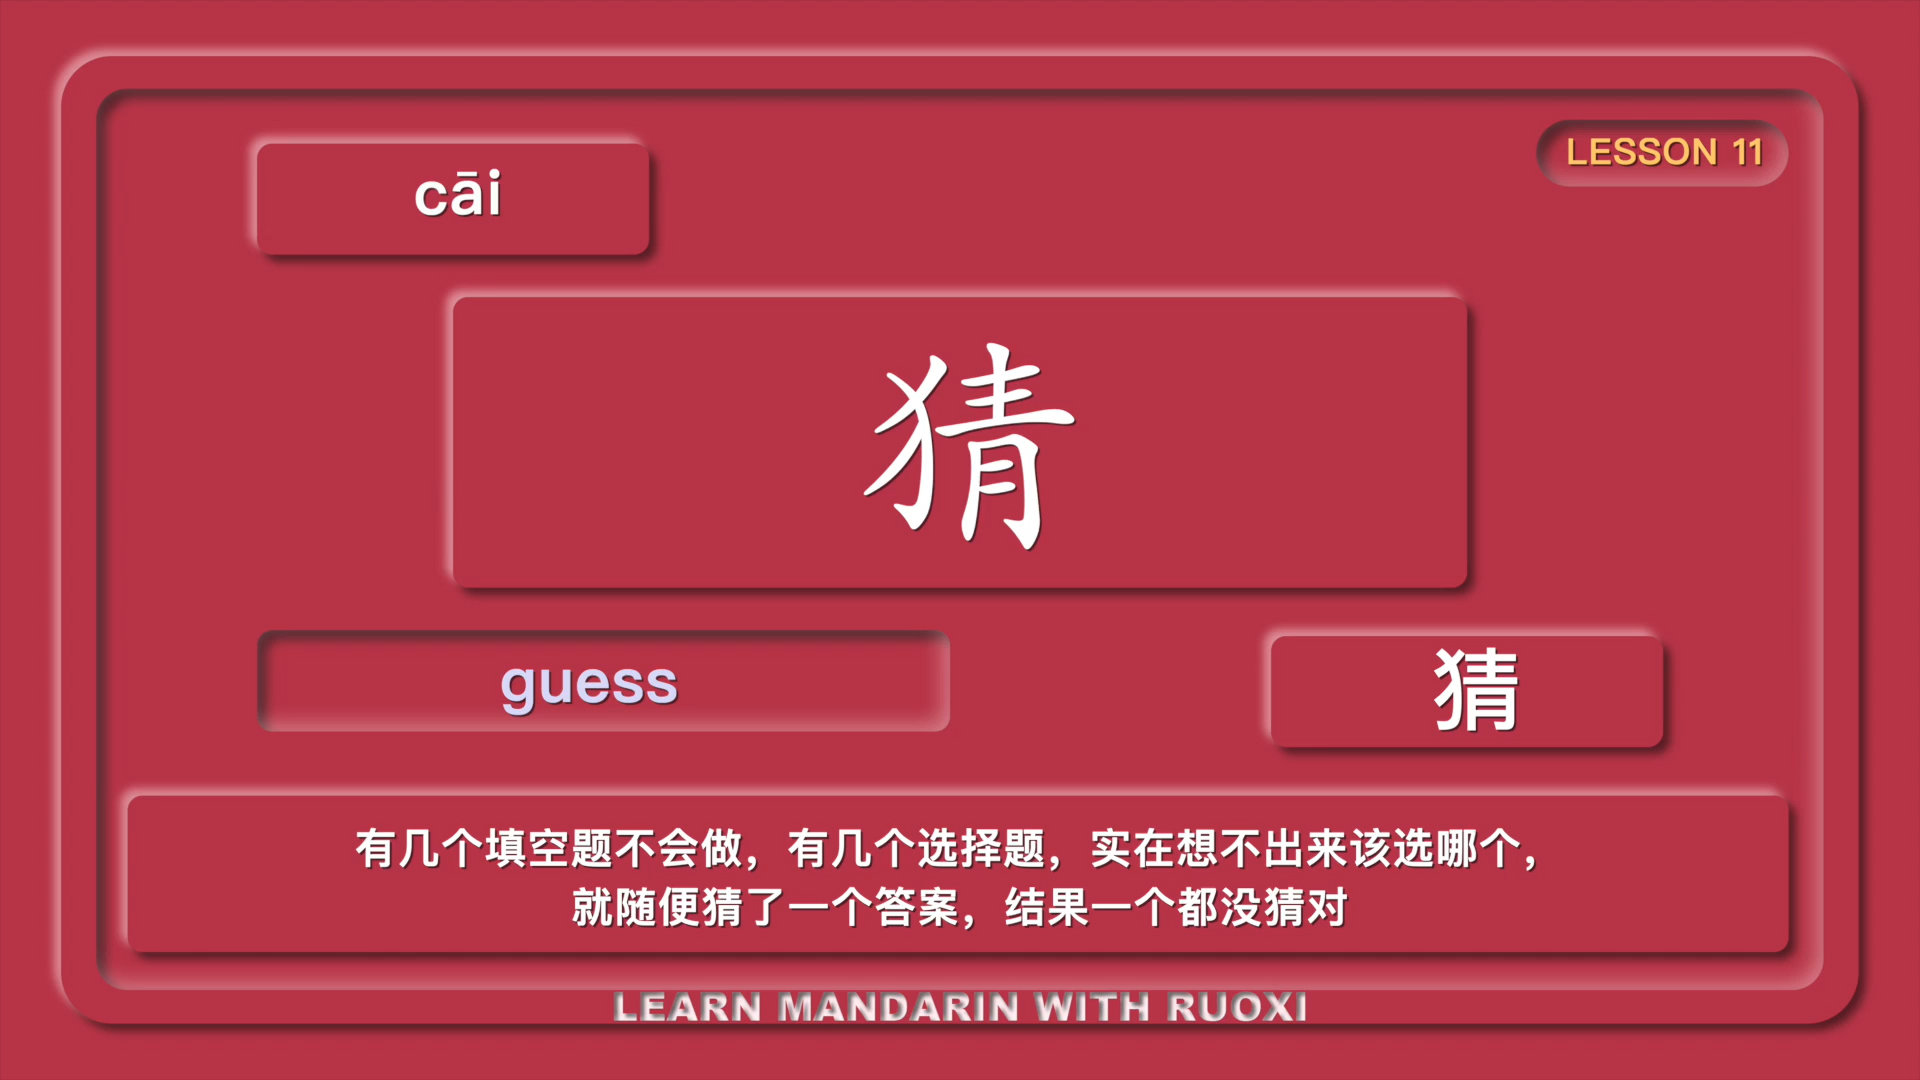 cāi
LESSON 11
猜
guess
猜
有几个填空题不会做，有几个选择题，实在想不出来该选哪个，
就随便猜了一个答案，结果一个都没猜对
LEARN MANDARIN WITH RUOXI